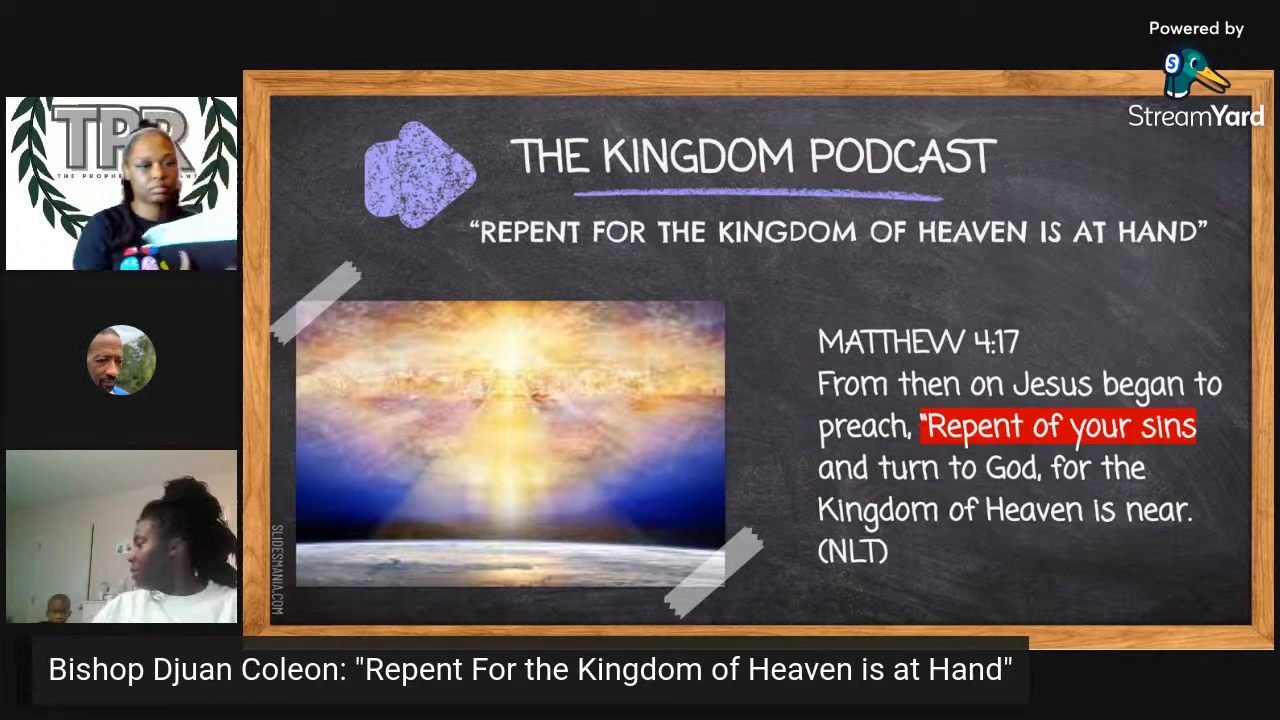 Powered by
StreamYard
TPR
THE KINGDOM PODCAST
"REPENT FOR THE KINGDOM OF HEAVEN IS AT HAND"
MATTHEW 4:17
From then on Jesus began to
preach, "Repent of your sins
and turn to God, for the
Kingdom of Heaven is near.
(NLT)
SLIDESMANIA.COM
Bishop Djuan Coleon: "Repent For the Kingdom of Heaven is at Hand"